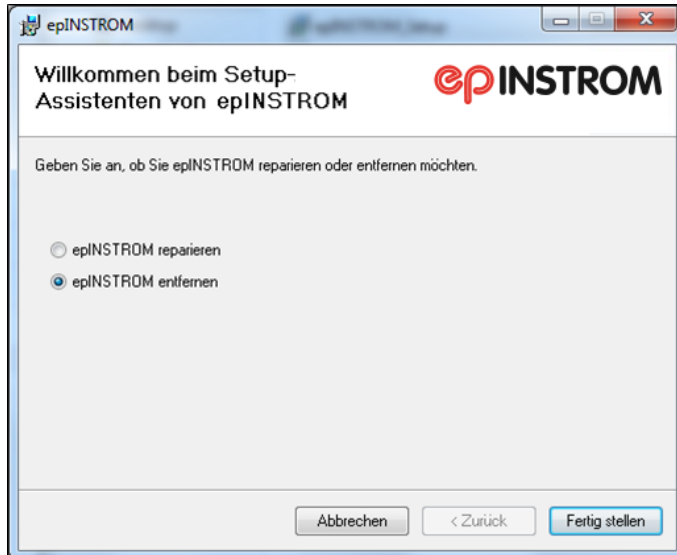 epINSTROM
Willkommen beim Setup-
Assistenten von epINSTROM
epINSTROM
Geben Sie an, ob Sie epINSTROM reparieren oder entfernen möchten.
epINSTROM reparieren
epINSTROM entfernen
Abbrechen
< Zurück
Fertig stellen